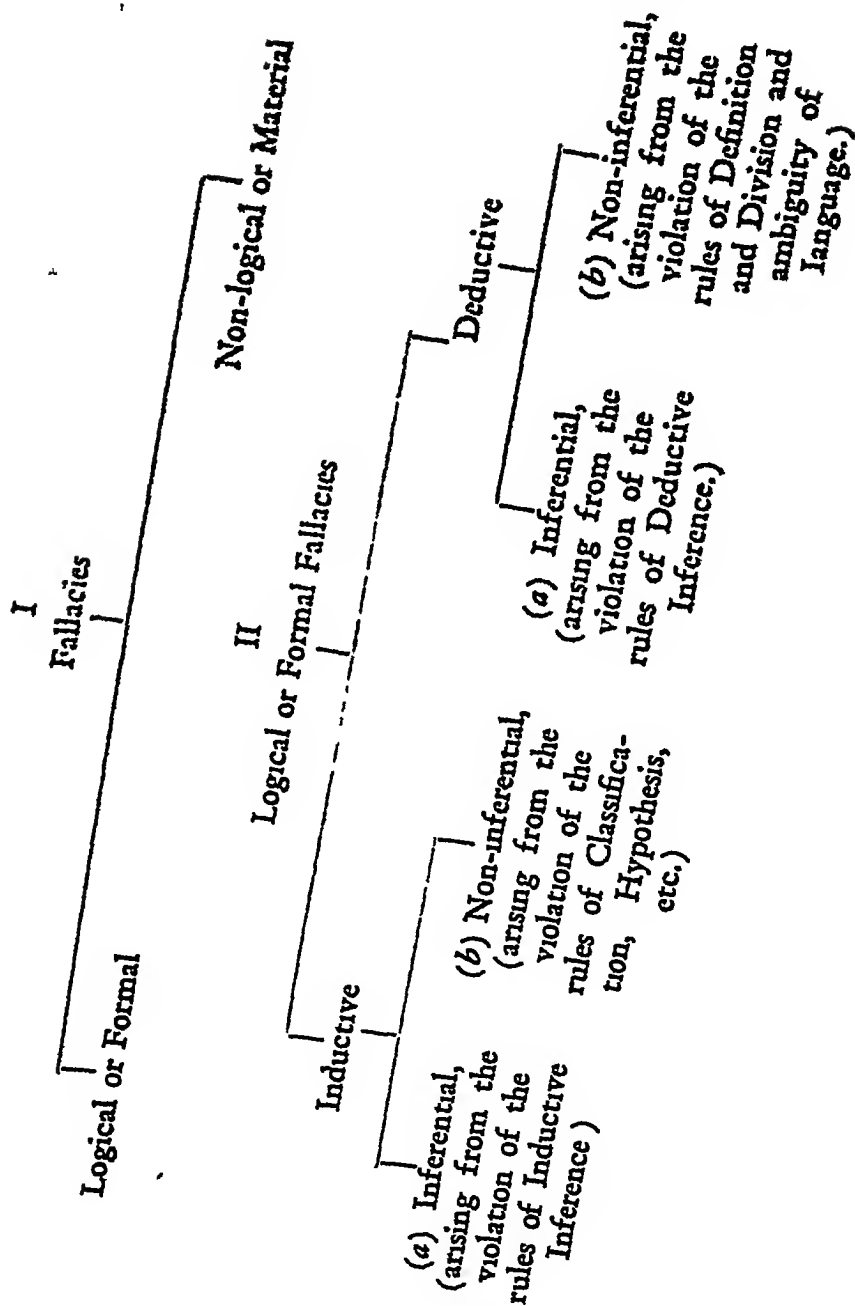 I
Fallacies
Logical or Formal
Non-logical or Material
II
Logical or Formal Fallacies
Inductive
Deductive
(a) Inferential,
(arising from the
violation of the
rules of Inductive
Inference )
(b) Non-inferential,
(arising from the
violation of the
rules of Classifica-
tion, Hypothesis,
etc.)
(a) Inferential,
(arising from the
violation of the
rules of Deductive
Inference.)
(b) Non-inferential,
(arising from the
violation of the
rules of Definition
and Division and
ambiguity of
language.)